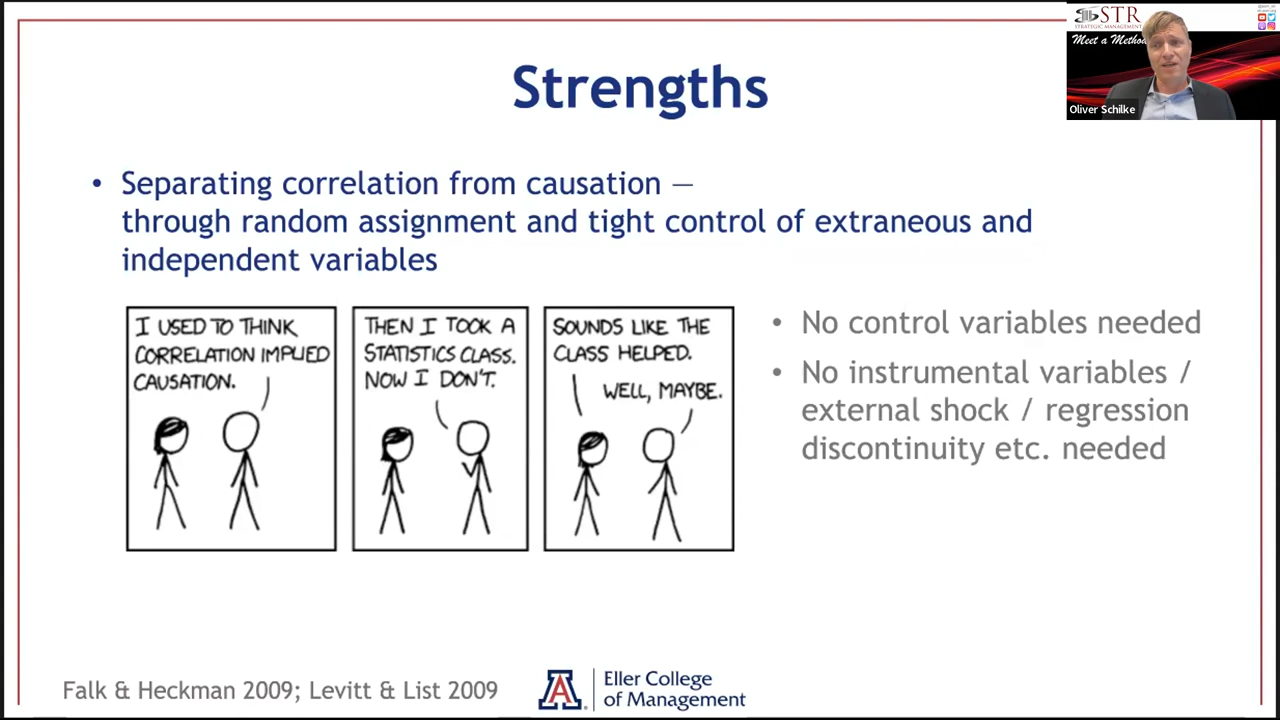 STR
STRATEGIC MANAGEMENT
Meet a Metho
Oliver Schilke
Strengths
• Separating correlation from causation —
through random assignment and tight control of extraneous and
independent variables
I USED TO THINK
CORRELATION IMPLIED
CAUSATION.
THEN I TOOK A
STATISTICS CLASS.
NOW I DON'T.
SOUNDS LIKE THE
CLASS HELPED.
WELL, MAYBE.
• No control variables needed
• No instrumental variables /
external shock / regression
discontinuity etc. needed
Falk & Heckman 2009; Levitt & List 2009
A
Eller College
of Management